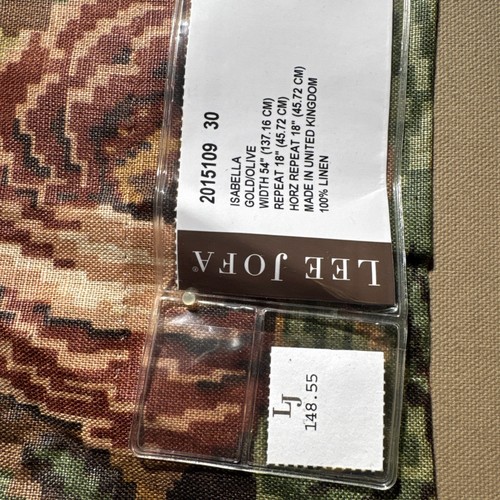 2015109 30
ISABELLA
GOLD/OLIVE
WIDTH 54" (137.16 CM)
REPEAT 18" (45.72 CM)
HORZ REPEAT 18" (45.72 CM)
MADE IN UNITED KINGDOM
100% LINEN
LEE JOFA®
LJ
148.55